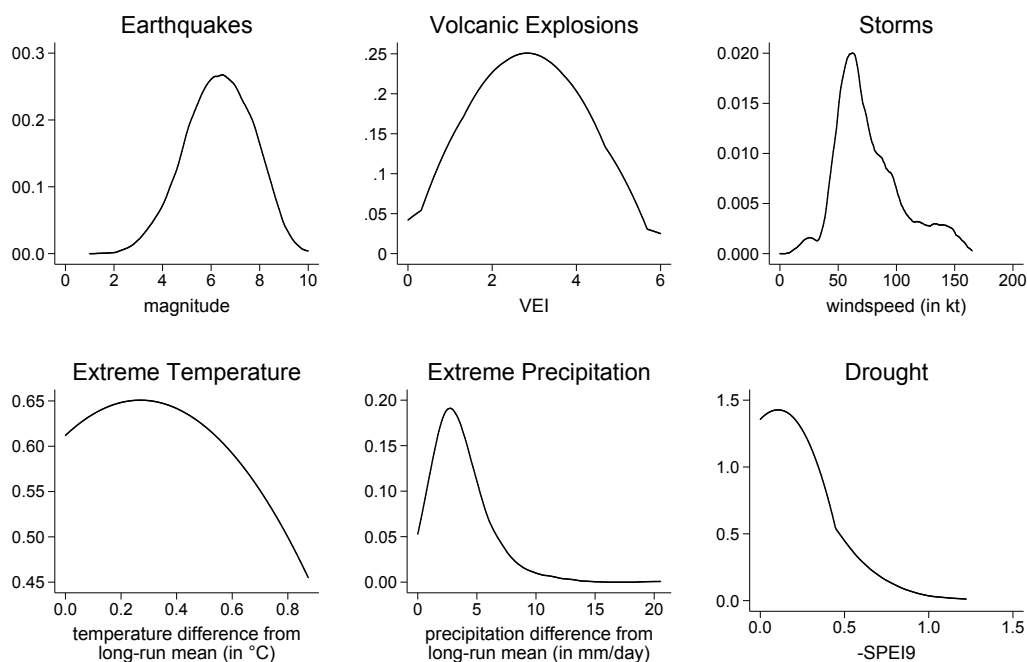 Earthquakes
00.3
00.2
00.1
00.0
0 2 4 6 8 10
magnitude
Volcanic Explosions
.25
.2
.15
.1
.05
0
0 2 4 6
VEI
Storms
0.020
0.015
0.010
0.005
0.000
0 50 100 150 200
windspeed (in kt)
Extreme Temperature
0.65
0.60
0.55
0.50
0.45
0.0 0.2 0.4 0.6 0.8
temperature difference from
long-run mean (in °C)
Extreme Precipitation
0.20
0.15
0.10
0.05
0.00
0 5 10 15 20
precipitation difference from
long-run mean (in mm/day)
Drought
1.5
1.0
0.5
0.0
0.0 0.5 1.0 1.5
-SPEI9